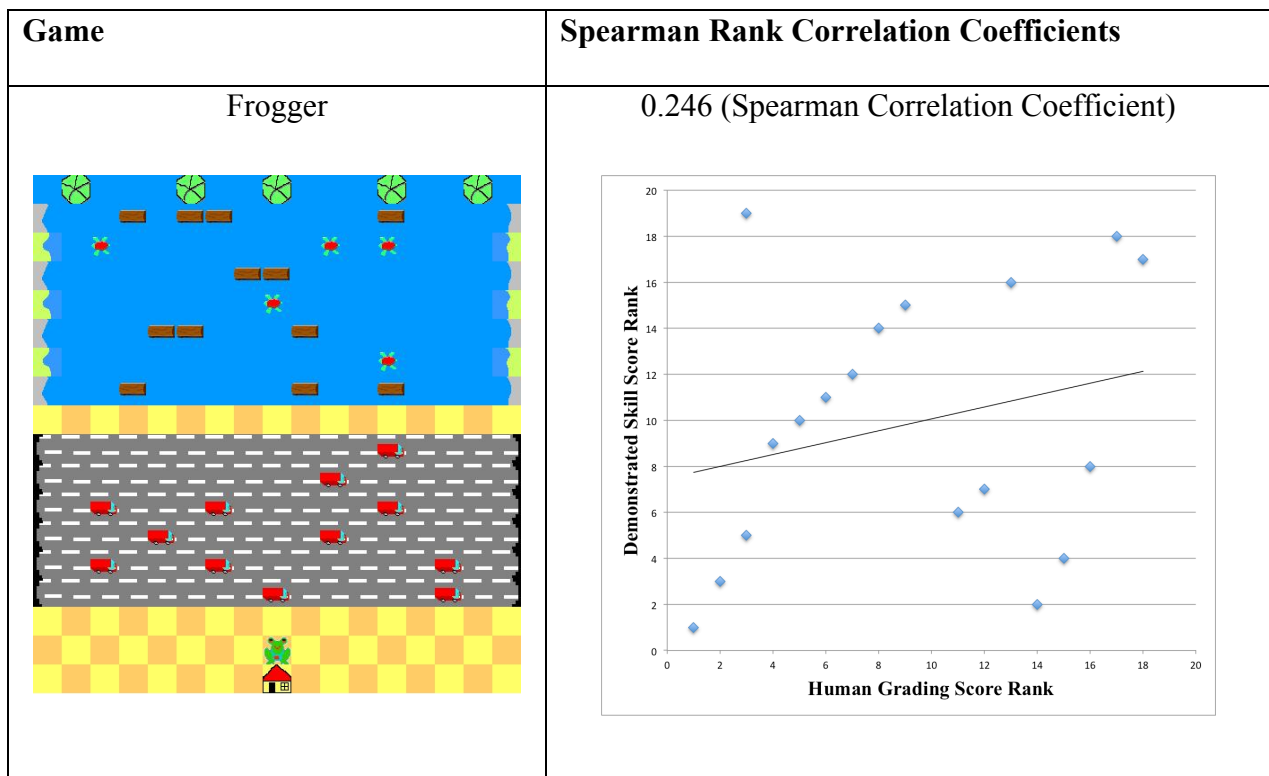 Game
Spearman Rank Correlation Coefficients
Frogger
0.246 (Spearman Correlation Coefficient)
Demonstrated Skill Score Rank
20
18
16
14
12
10
8
6
4
2
0
0 2 4 6 8 10 12 14 16 18 20
Human Grading Score Rank